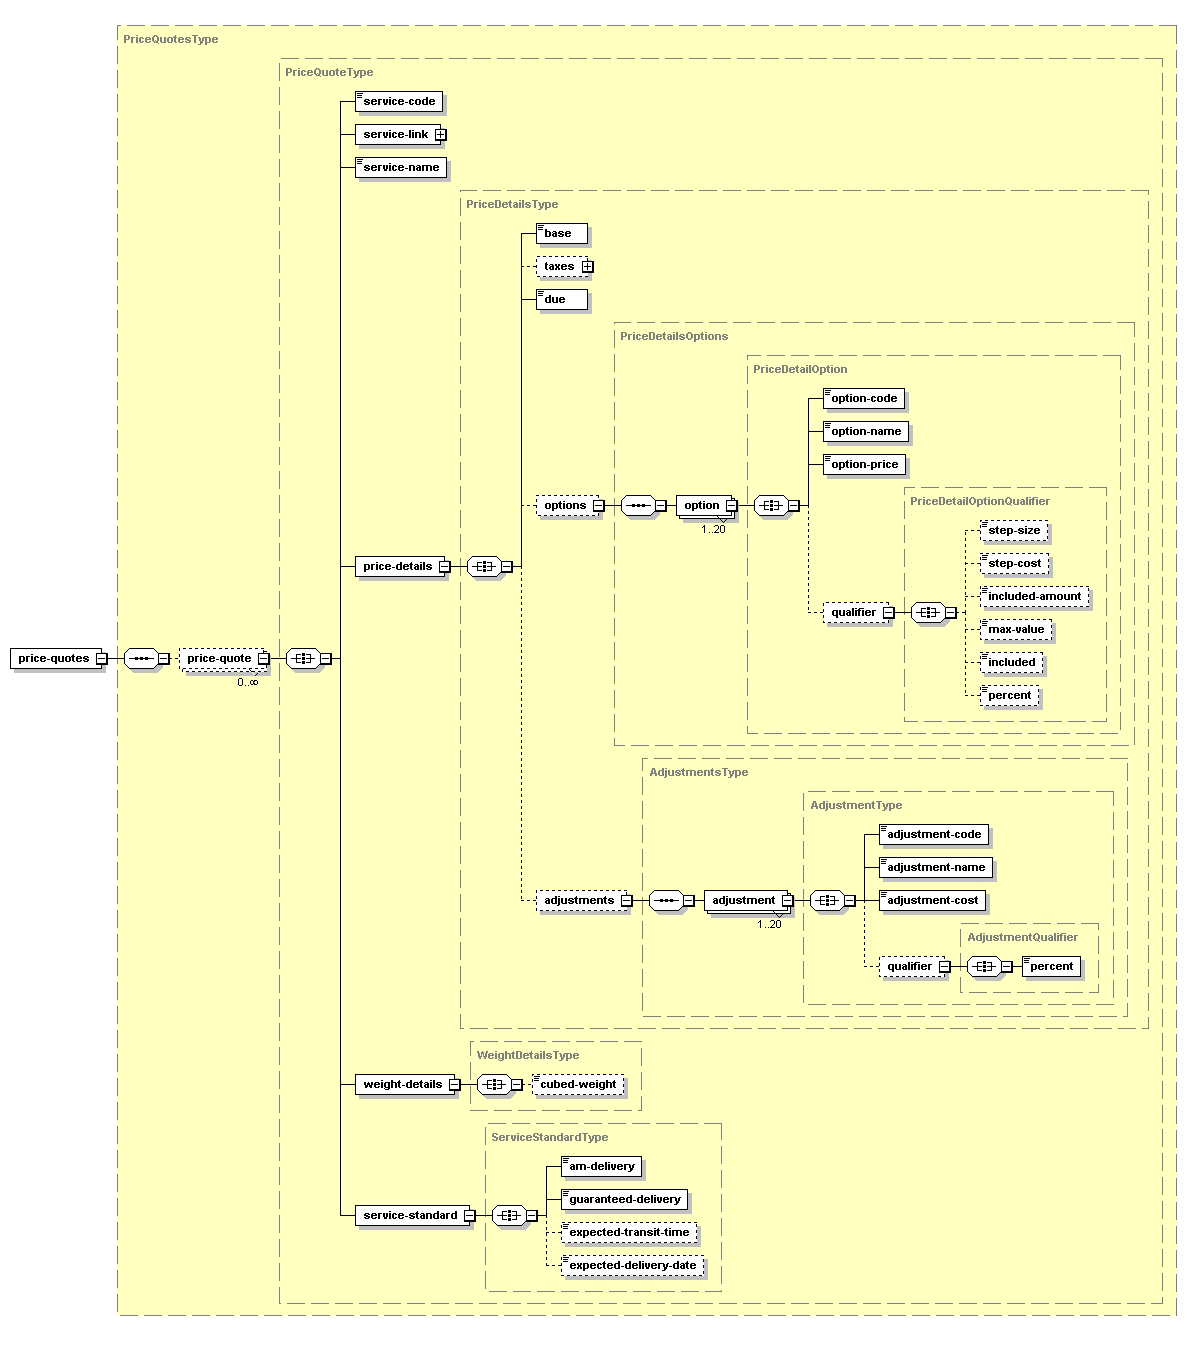 PriceQuotesType
PriceQuoteType
service-code
service-link
service-name
PriceDetailsType
base
taxes
due
PriceDetailsOptions
PriceDetailOption
option-code
option-name
option-price
PriceDetailOptionQualifier
options
option
1..20
step-size
step-cost
included-amount
qualifier
max-value
included
percent
price-details
price-quotes
price-quote
0..∞
AdjustmentsType
AdjustmentType
adjustment-code
adjustment-name
adjustments
adjustment
1..20
adjustment-cost
AdjustmentQualifier
qualifier
percent
WeightDetailsType
weight-details
cubed-weight
ServiceStandardType
am-delivery
guaranteed-delivery
service-standard
expected-transit-time
expected-delivery-date